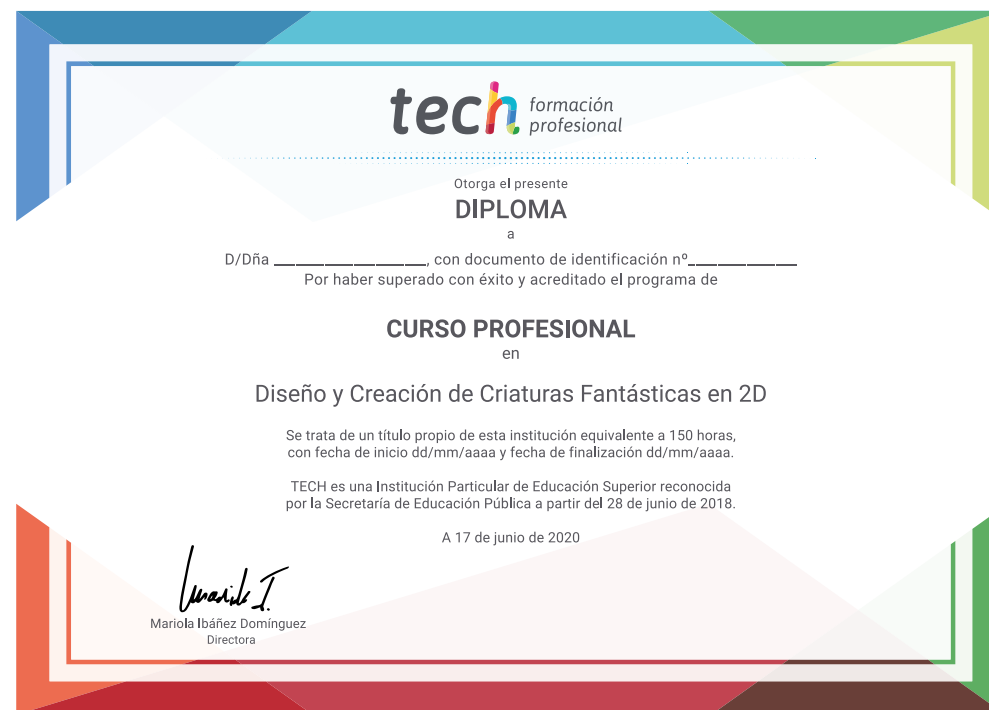 tech formación
profesional
Otorga el presente
DIPLOMA
a
D/Dña ______________, con documento de identificación nº__________
Por haber superado con éxito y acreditado el programa de
CURSO PROFESIONAL
en
Diseño y Creación de Criaturas Fantásticas en 2D
Se trata de un título propio de esta institución equivalente a 150 horas,
con fecha de inicio dd/mm/aaaa y fecha de finalización dd/mm/aaaa.
TECH es una Institución Particular de Educación Superior reconocida
por la Secretaría de Educación Pública a partir del 28 de junio de 2018.
A 17 de junio de 2020
Mariola Ibáñez Domínguez
Directora